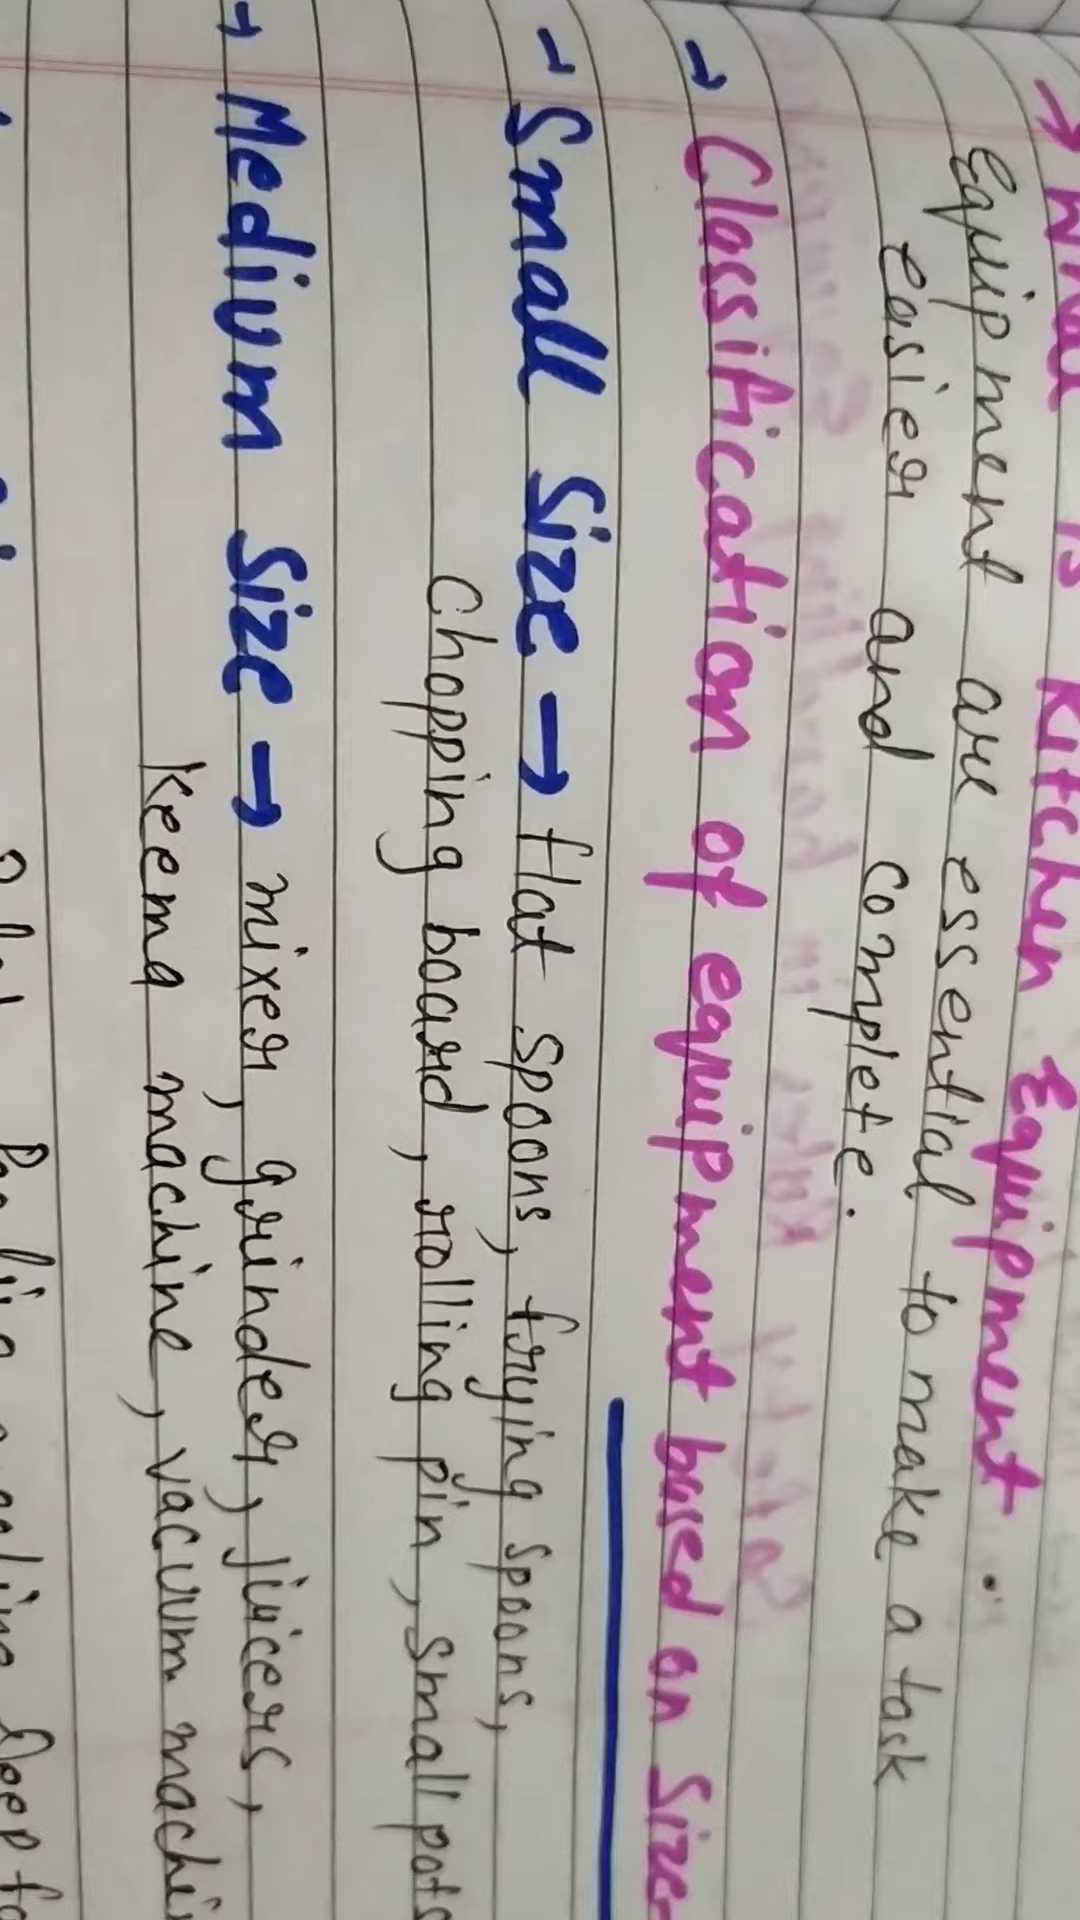 → What is Kitchen Equipment
Equipment are essential to make a task
easier and complete.
→ Classification of equipment based on Size
→ Small Size → flat spoons, frying spoons,
Chopping board, rolling pin, small pots
→ Medium Size → mixer, grinder, juicers,
keema machine, vacuum machi